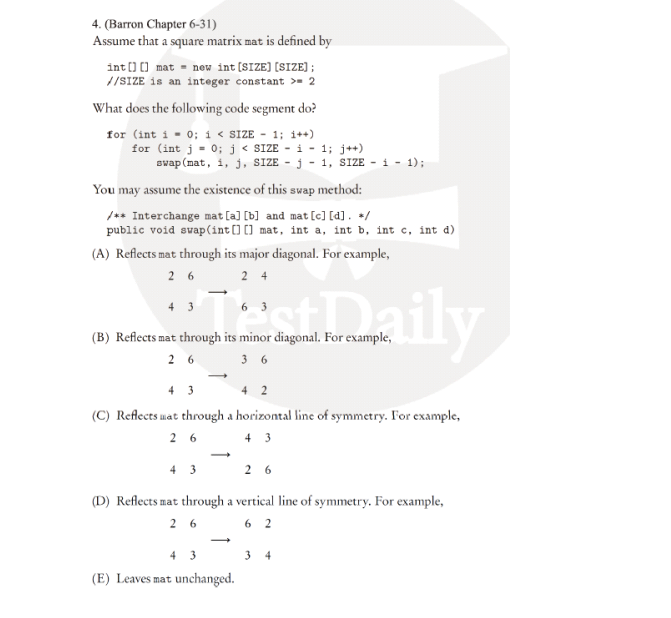 4. (Barron Chapter 6-31)
Assume that a square matrix mat is defined by
int[][] mat = new int[SIZE][SIZE];
//SIZE is an integer constant >= 2
What does the following code segment do?
for (int i = 0; i < SIZE - 1; i++)
for (int j = 0; j < SIZE - i - 1; j++)
swap(mat, i, j, SIZE - j - 1, SIZE - i - 1);
You may assume the existence of this swap method:
/** Interchange mat[a][b] and mat[c][d]. */
public void swap(int[][] mat, int a, int b, int c, int d)
(A) Reflects mat through its major diagonal. For example,
2 6 2 4
→
4 3 6 3
(B) Reflects mat through its minor diagonal. For example,
2 6 3 6
→
4 3 4 2
(C) Reflects mat through a horizontal line of symmetry. For example,
2 6 4 3
→
4 3 2 6
(D) Reflects mat through a vertical line of symmetry. For example,
2 6 6 2
→
4 3 3 4
(E) Leaves mat unchanged.
TestDaily